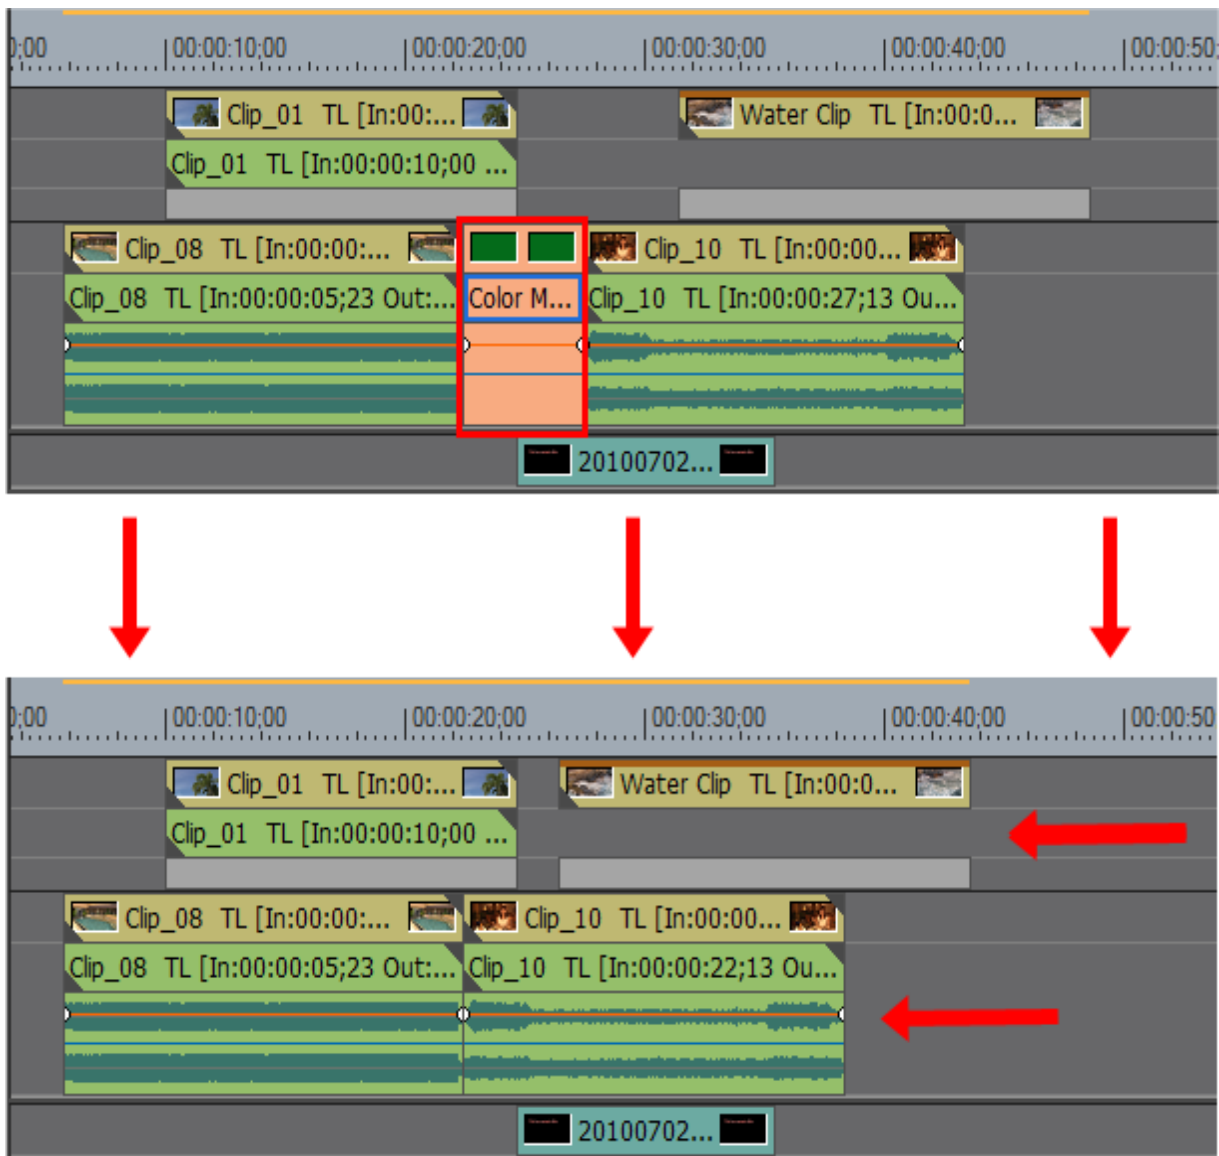 0;00 00:00:10;00 00:00:20;00 00:00:30;00 00:00:40;00 00:00:50;
Clip_01 TL [In:00:... Water Clip TL [In:00:0...
Clip_01 TL [In:00:00:10;00 ...
Clip_08 TL [In:00:00:... Clip_10 TL [In:00:00...
Clip_08 TL [In:00:00:05;23 Out:... Color M... Clip_10 TL [In:00:00:27;13 Ou...
20100702...
0;00 00:00:10;00 00:00:20;00 00:00:30;00 00:00:40;00 00:00:50
Clip_01 TL [In:00:... Water Clip TL [In:00:0...
Clip_01 TL [In:00:00:10;00 ...
Clip_08 TL [In:00:00:... Clip_10 TL [In:00:00...
Clip_08 TL [In:00:00:05;23 Out:... Clip_10 TL [In:00:00:22;13 Ou...
20100702...